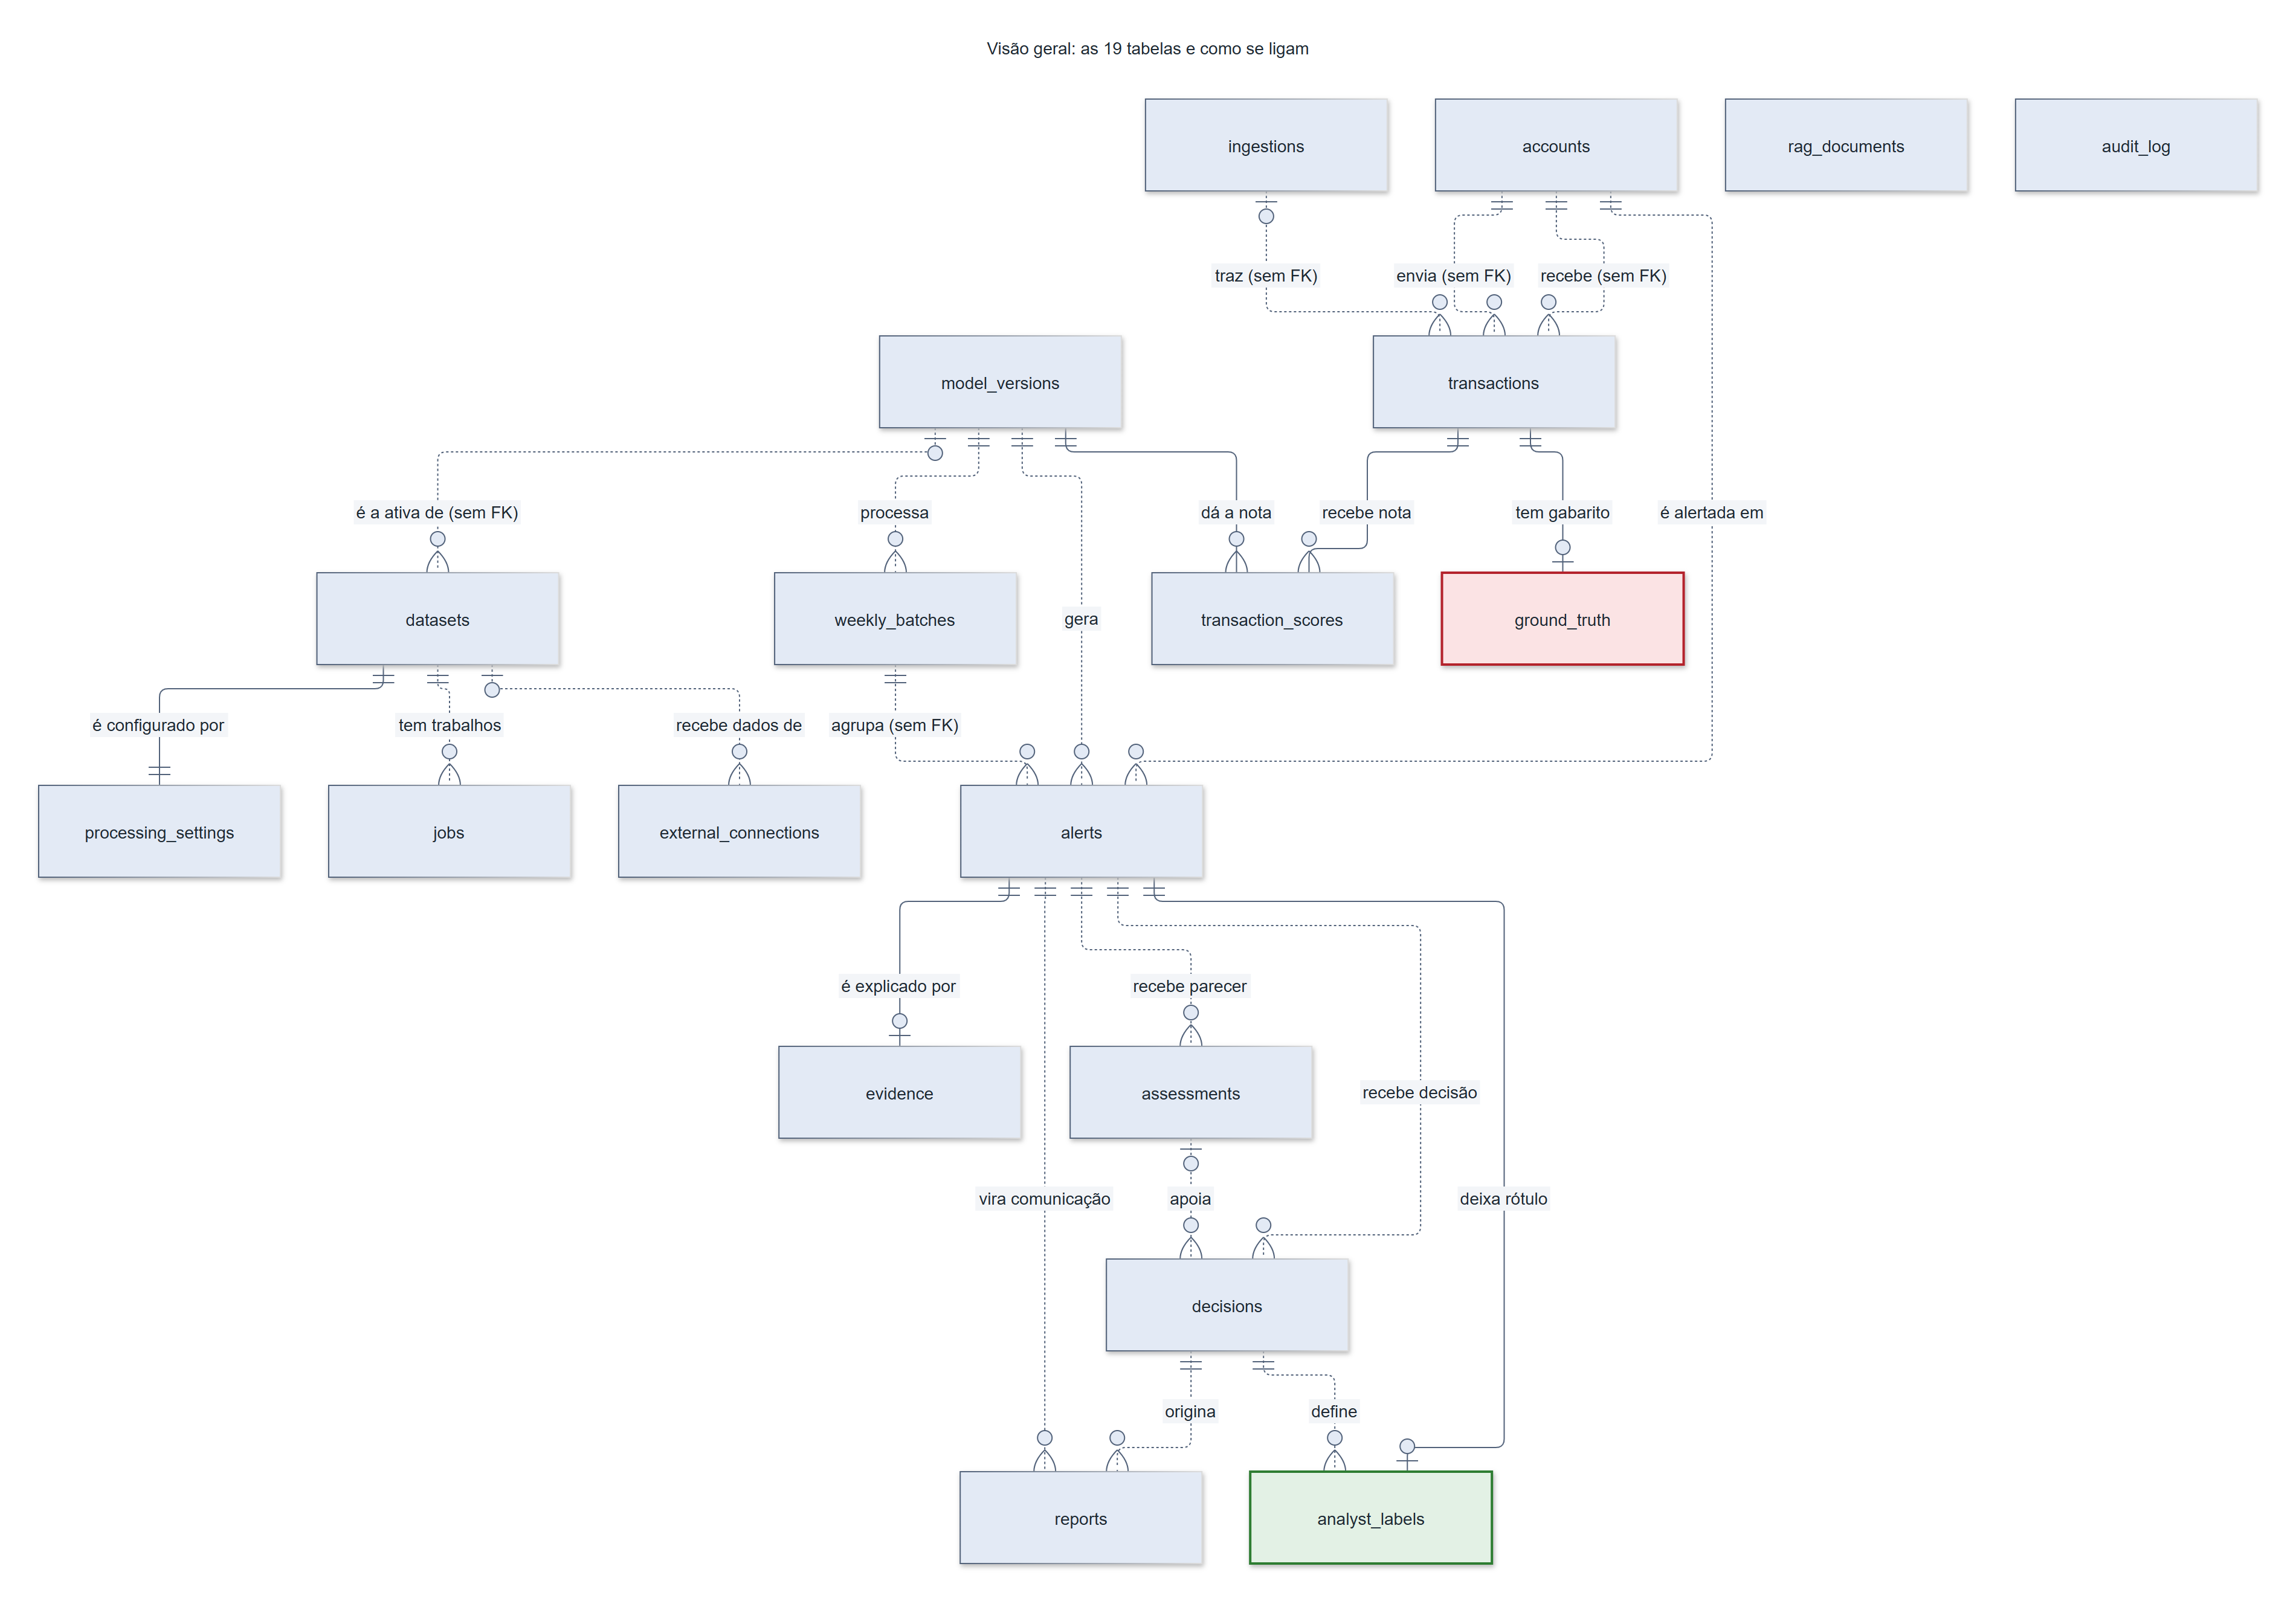 Visão geral: as 19 tabelas e como se ligam
ingestions
accounts
rag_documents
audit_log
traz (sem FK)
envia (sem FK)
recebe (sem FK)
model_versions
transactions
é a ativa de (sem FK)
processa
dá a nota
recebe nota
tem gabarito
é alertada em
datasets
weekly_batches
gera
transaction_scores
ground_truth
é configurado por
tem trabalhos
recebe dados de
agrupa (sem FK)
processing_settings
jobs
external_connections
alerts
é explicado por
recebe parecer
evidence
assessments
recebe decisão
vira comunicação
apoia
deixa rótulo
decisions
origina
define
reports
analyst_labels